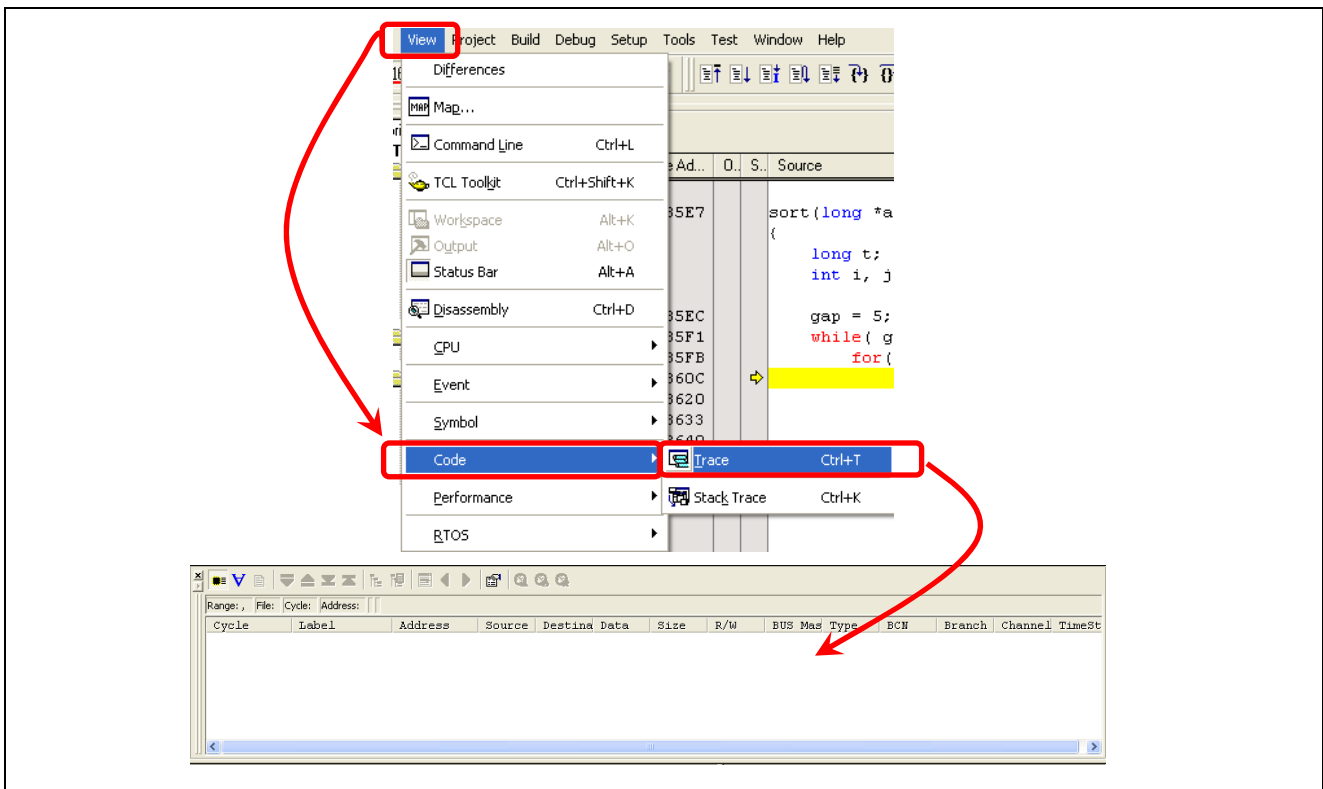 View Project Build Debug Setup Tools Test Window Help
Differences
MAP Map...
Command Line Ctrl+L
TCL Toolkit Ctrl+Shift+K
Workspace Alt+K
Output Alt+O
Status Bar Alt+A
Disassembly Ctrl+D
CPU
Event
Symbol
Code
Performance
RTOS
Trace Ctrl+T
Stack Trace Ctrl+K
Ad... O.. S.. Source
35E7 sort(long *a
{
long t;
int i, j
35EC gap = 5;
35F1 while( g
35FB for(
360C
3620
3633
Range: , File: Cycle: Address:
Cycle Label Address Source Destina Data Size R/W BUS Mas Type BCN Branch Channel TimeSt